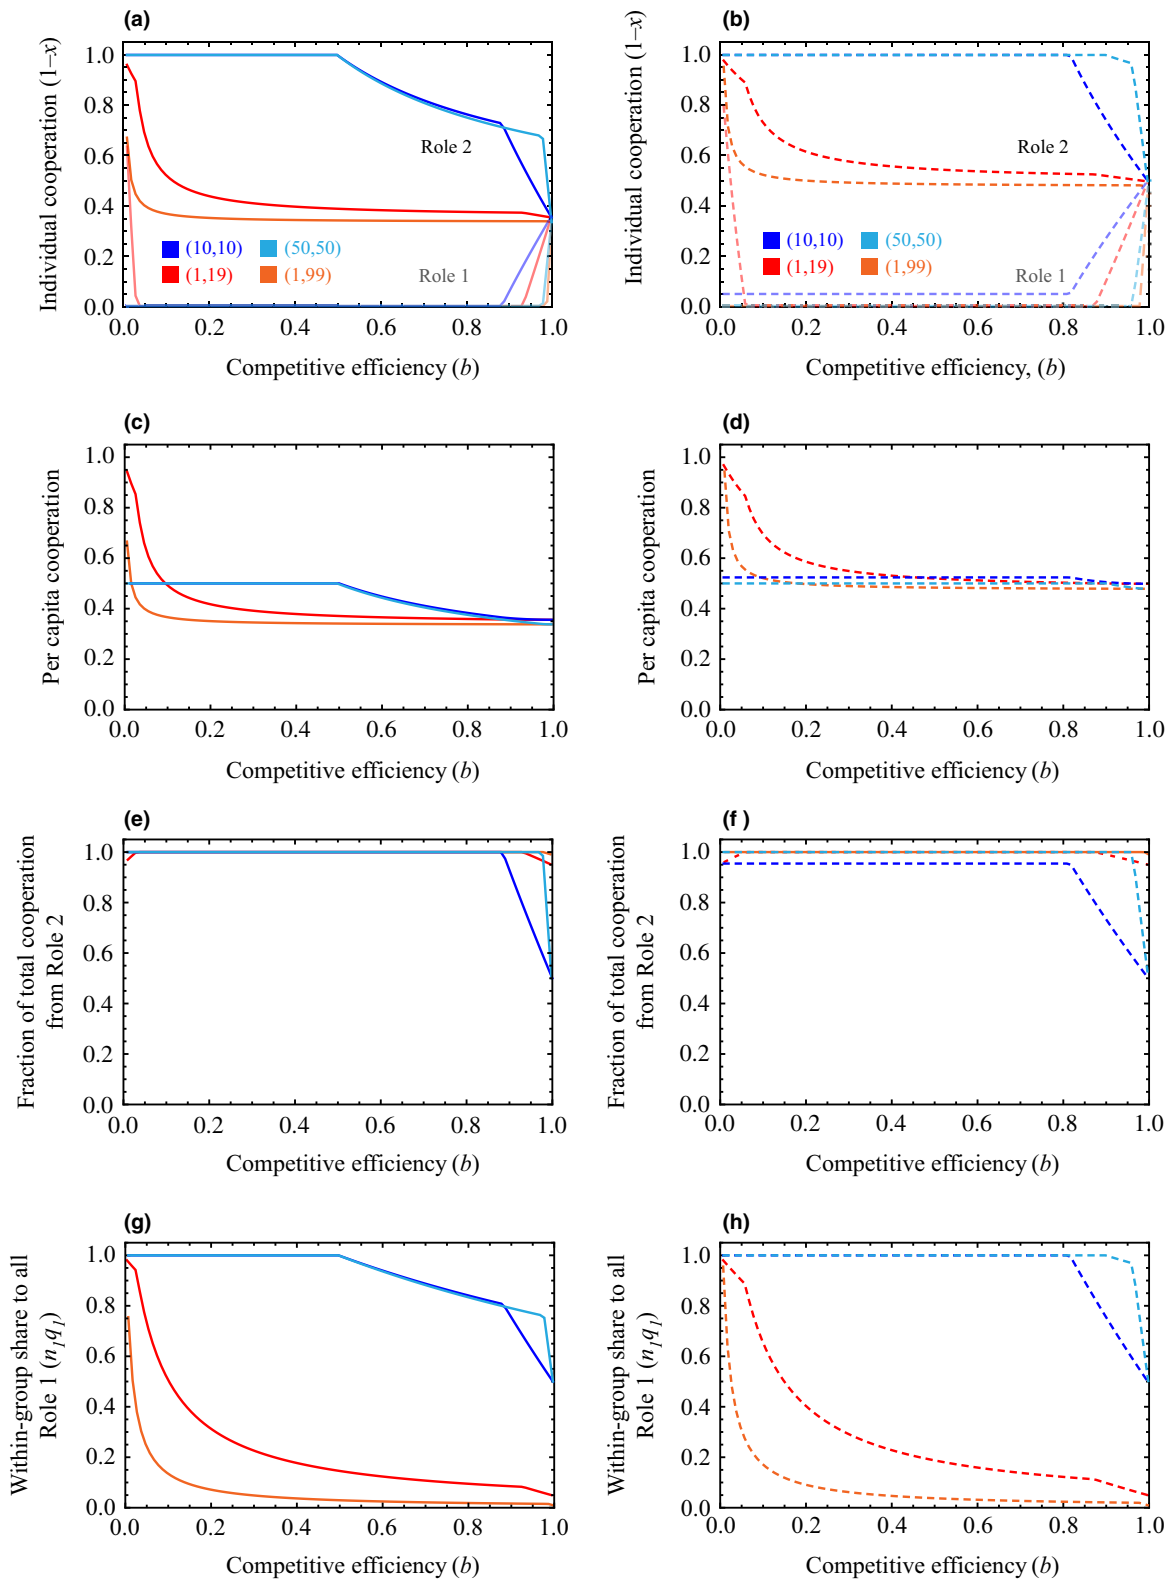 (a)
Individual cooperation (1–x)
1.0
0.8
0.6
0.4
0.2
0.0
Role 2
(10,10)
(50,50)
(1,19)
(1,99)
Role 1
0.0 0.2 0.4 0.6 0.8 1.0
Competitive efficiency (b)
(b)
Individual cooperation (1–x)
1.0
0.8
0.6
0.4
0.2
0.0
Role 2
(10,10)
(50,50)
(1,19)
(1,99)
Role 1
0.0 0.2 0.4 0.6 0.8 1.0
Competitive efficiency, (b)
(c)
Per capita cooperation
1.0
0.8
0.6
0.4
0.2
0.0
0.0 0.2 0.4 0.6 0.8 1.0
Competitive efficiency (b)
(d)
Per capita cooperation
1.0
0.8
0.6
0.4
0.2
0.0
0.0 0.2 0.4 0.6 0.8 1.0
Competitive efficiency (b)
(e)
Fraction of total cooperation
from Role 2
1.0
0.8
0.6
0.4
0.2
0.0
0.0 0.2 0.4 0.6 0.8 1.0
Competitive efficiency (b)
(f )
Fraction of total cooperation
from Role 2
1.0
0.8
0.6
0.4
0.2
0.0
0.0 0.2 0.4 0.6 0.8 1.0
Competitive efficiency (b)
(g)
Within-group share to all
Role 1 (n1q1)
1.0
0.8
0.6
0.4
0.2
0.0
0.0 0.2 0.4 0.6 0.8 1.0
Competitive efficiency (b)
(h)
Within-group share to all
Role 1 (n1q1)
1.0
0.8
0.6
0.4
0.2
0.0
0.0 0.2 0.4 0.6 0.8 1.0
Competitive efficiency (b)